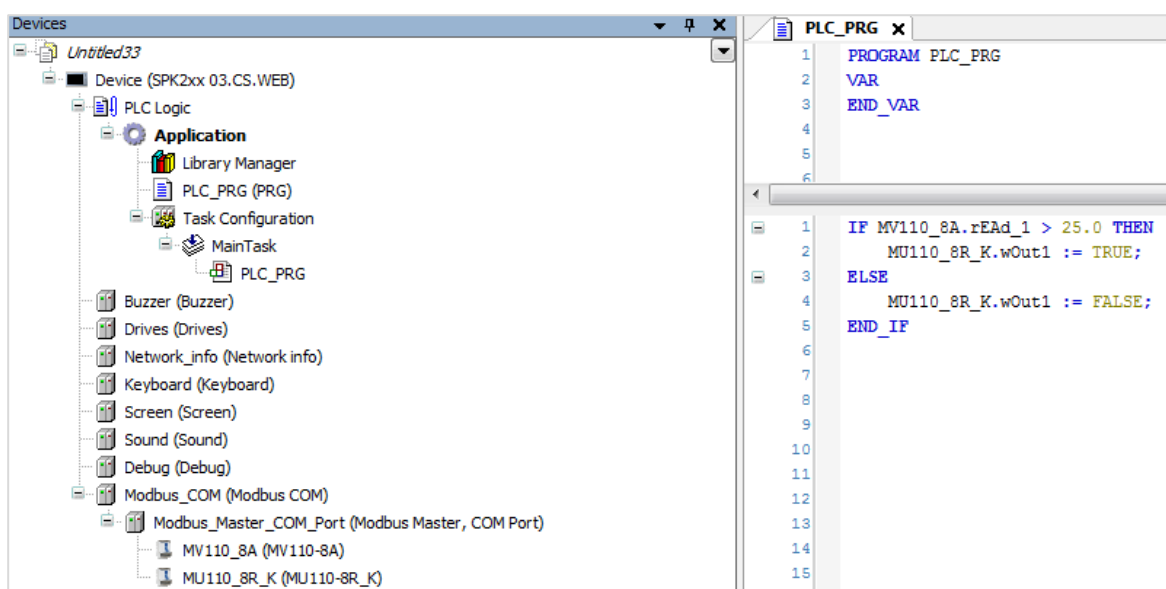 Devices
Untitled33
Device (SPK2xx 03.CS.WEB)
PLC Logic
Application
Library Manager
PLC_PRG (PRG)
Task Configuration
MainTask
PLC_PRG
Buzzer (Buzzer)
Drives (Drives)
Network_info (Network info)
Keyboard (Keyboard)
Screen (Screen)
Sound (Sound)
Debug (Debug)
Modbus_COM (Modbus COM)
Modbus_Master_COM_Port (Modbus Master, COM Port)
MV110_8A (MV110-8A)
MU110_8R_K (MU110-8R_K)
PLC_PRG X
1 PROGRAM PLC_PRG
2 VAR
3 END_VAR
4
5
6
1 IF MV110_8A.rEAd_1 > 25.0 THEN
2 MU110_8R_K.wOut1 := TRUE;
3 ELSE
4 MU110_8R_K.wOut1 := FALSE;
5 END_IF
6
7
8
9
10
11
12
13
14
15